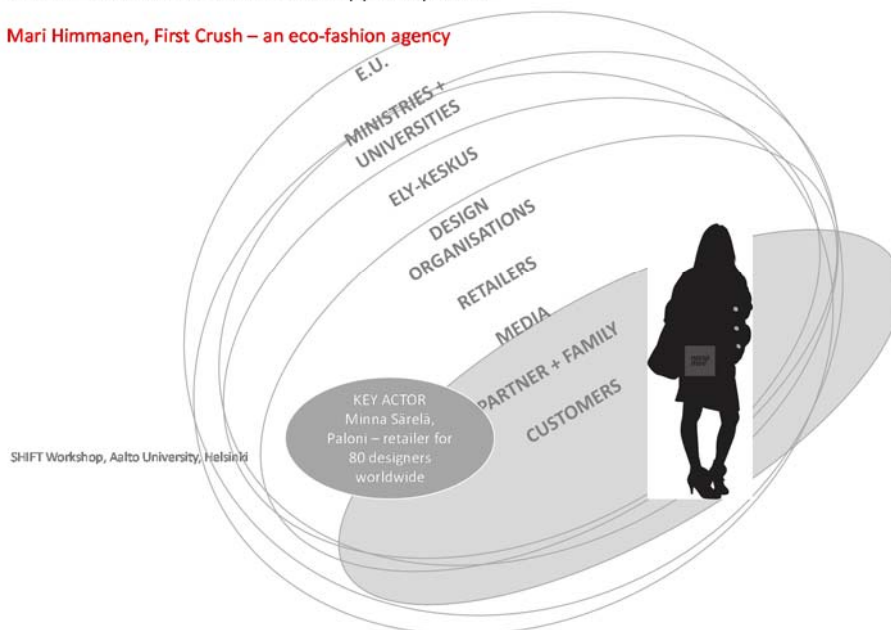 Mari Himmanen, First Crush – an eco-fashion agency
E.U.
MINISTRIES +
UNIVERSITIES
ELY-KESKUS
DESIGN
ORGANISATIONS
RETAILERS
MEDIA
PARTNER + FAMILY
CUSTOMERS
KEY ACTOR
Minna Särelä,
Paloni – retailer for
80 designers
worldwide
SHIFT Workshop, Aalto University, Helsinki